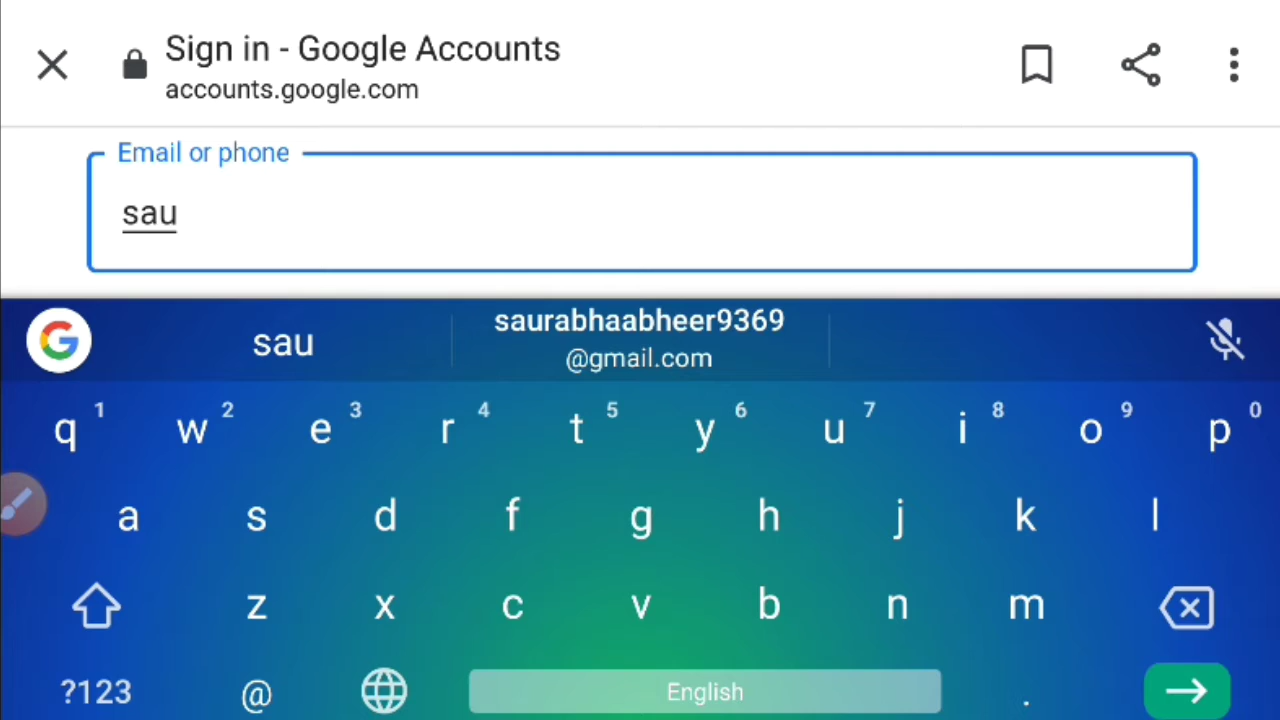 Sign in - Google Accounts
accounts.google.com
Email or phone
sau
sau
saurabhaabheer9369
@gmail.com
q 1 w 2 e 3 r 4 t 5 y 6 u 7 i 8 o 9 p 0
a s d f g h j k l
z x c v b n m
?123 @ English .